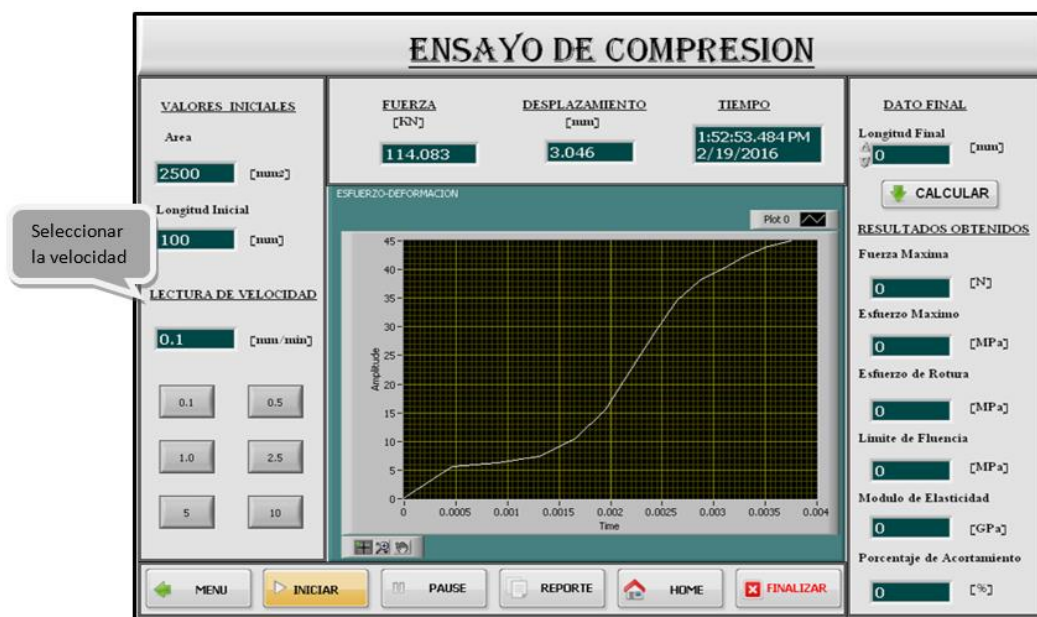 ENSAYO DE COMPRESION
Seleccionar
la velocidad
VALORES INICIALES
Area
2500 [mm2]
Longitud Inicial
100 [mm]
LECTURA DE VELOCIDAD
0.1 [mm/min]
0.1 0.5
1.0 2.5
5 10
FUERZA
[KN]
114.083
DESPLAZAMIENTO
[mm]
3.046
TIEMPO
1:52:53.484 PM
2/19/2016
ESFUERZO-DEFORMACION
Plot 0
Amplitude
45
40
35
30
25
20
15
10
5
0
0 0.0005 0.001 0.0015 0.002 0.0025 0.003 0.0035 0.004
Time
DATO FINAL
Longitud Final
0 [mm]
CALCULAR
RESULTADOS OBTENIDOS
Fuerza Maxima
0 [N]
Esfuerzo Maximo
0 [MPa]
Esfuerzo de Rotura
0 [MPa]
Limite de Fluencia
0 [MPa]
Modulo de Elasticidad
0 [GPa]
Porcentaje de Acortamiento
0 [%]
MENU INICIAR PAUSE REPORTE HOME FINALIZAR